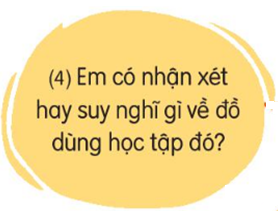 (4) Em có nhận xét
hay suy nghĩ gì về đồ
dùng học tập đó?